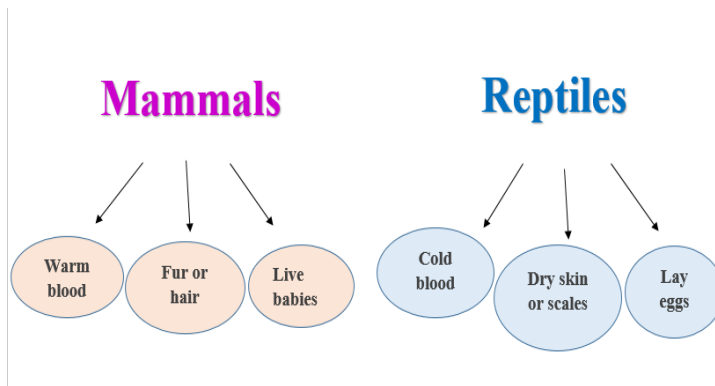 Mammals
Reptiles
Warm
blood
Fur or
hair
Live
babies
Cold
blood
Dry skin
or scales
Lay
eggs